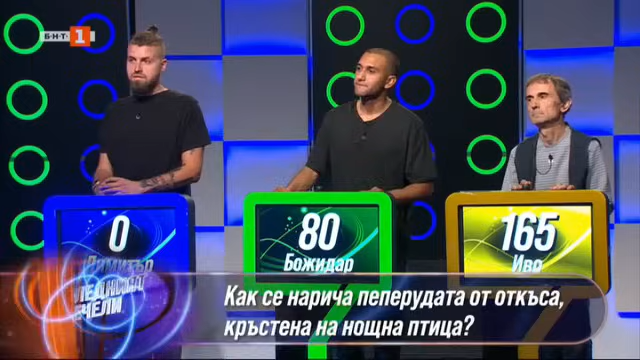 БНТ 1
0
Димитър
80
Божидар
165
Иво
ПОСЛЕДНИЯТ
ПЕЧЕЛИ
Как се нарича пеперудата от откъса,
кръстена на нощна птица?